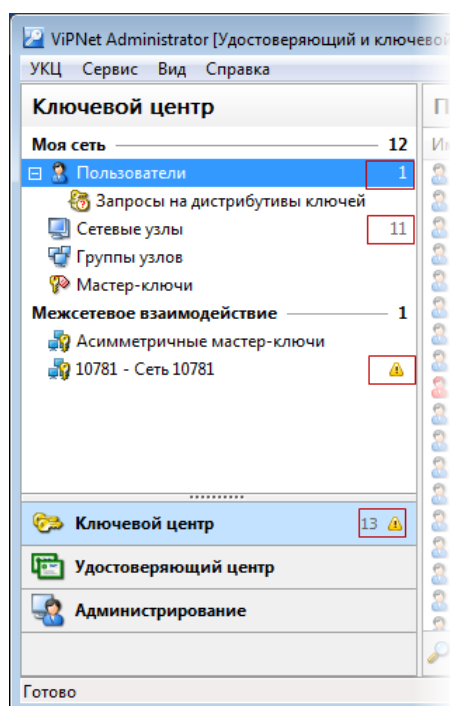 ViPNet Administrator [Удостоверяющий и ключевой
УКЦ Сервис Вид Справка
Ключевой центр
Моя сеть 12
Пользователи 1
Запросы на дистрибутивы ключей
Сетевые узлы 11
Группы узлов
Мастер-ключи
Межсетевое взаимодействие 1
Асимметричные мастер-ключи
10781 - Сеть 10781
Ключевой центр 13
Удостоверяющий центр
Администрирование
Готово